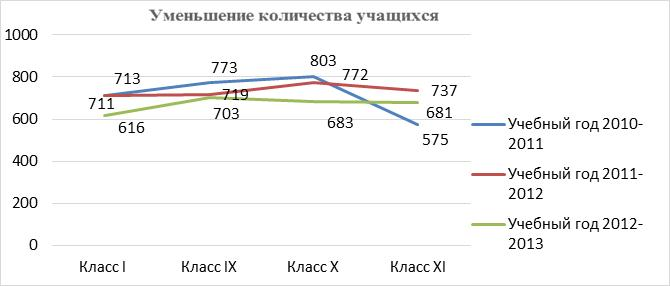 Уменьшение количества учащихся
1000
800
600
400
200
0
713
773
803
772
737
711
719
616
703
683
681
575
Класс I
Класс IX
Класс X
Класс XI
Учебный год 2010-
2011
Учебный год 2011-
2012
Учебный год 2012-
2013